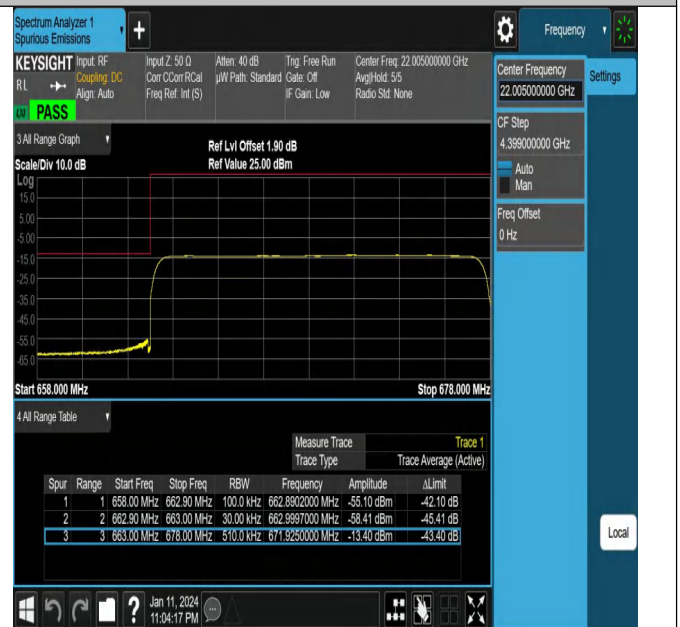 Spectrum Analyzer 1
Spurious Emissions
Frequency
KEYSIGHT
RL
LXI
PASS
Input: RF
Coupling: DC
Align: Auto
Input Z: 50 Ω
Corr CCorr RCal
Freq Ref: Int (S)
Atten: 40 dB
µW Path: Standard
Trig: Free Run
Gate: Off
IF Gain: Low
Center Freq: 22.005000000 GHz
Avg|Hold: 5/5
Radio Std: None
Center Frequency
22.005000000 GHz
Settings
CF Step
4.399000000 GHz
Auto
Man
Freq Offset
0 Hz
3 All Range Graph
Scale/Div 10.0 dB
Ref Lvl Offset 1.90 dB
Ref Value 25.00 dBm
Log
15.0
5.00
-5.00
-15.0
-25.0
-35.0
-45.0
-55.0
-65.0
Start 658.000 MHz Stop 678.000 MHz
4 All Range Table
Measure Trace Trace 1
Trace Type Trace Average (Active)
Spur Range Start Freq Stop Freq RBW Frequency Amplitude ΔLimit
1 1 658.00 MHz 662.90 MHz 100.0 kHz 662.8902000 MHz -55.10 dBm -42.10 dB
2 2 662.90 MHz 663.00 MHz 30.00 kHz 662.9997000 MHz -58.41 dBm -45.41 dB
3 3 663.00 MHz 678.00 MHz 510.0 kHz 671.9250000 MHz -13.40 dBm -43.40 dB
Local
?
Jan 11, 2024
11:04:17 PM